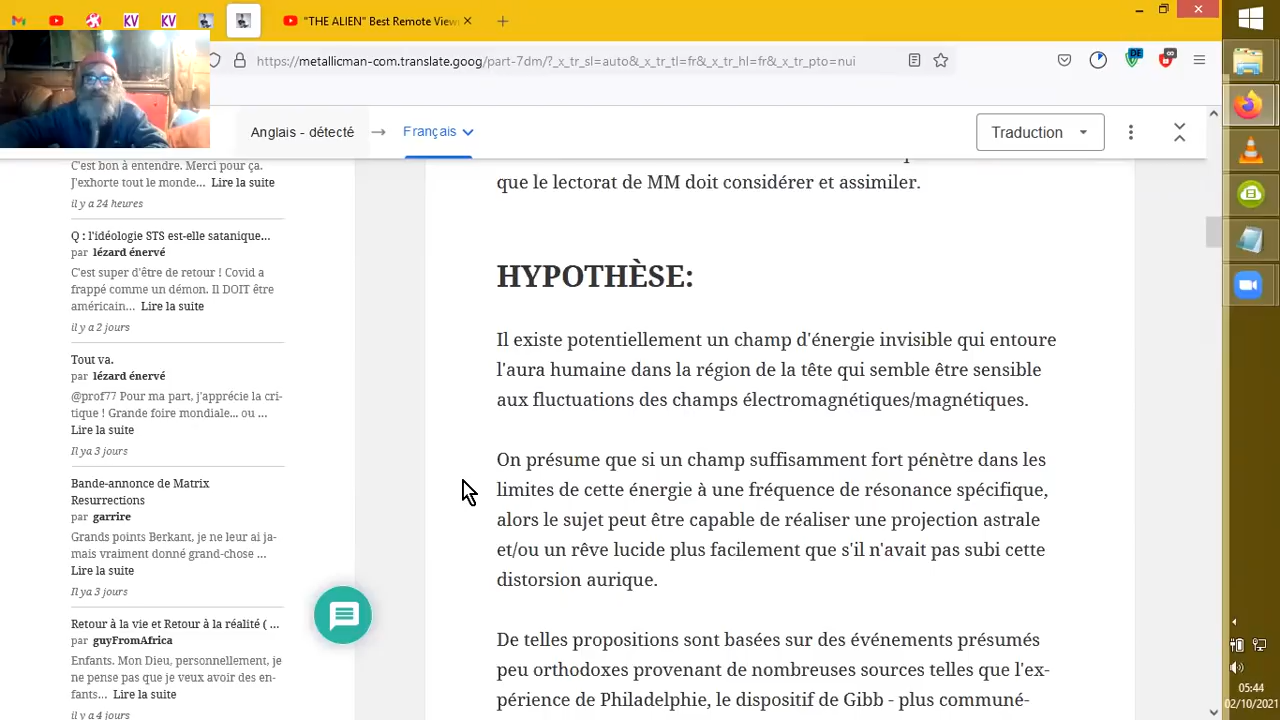 KV
KV
"THE ALIEN" Best Remote View
https://metallicman-com.translate.goog/part-7dm/?_x_tr_sl=auto&_x_tr_tl=fr&_x_tr_hl=fr&_x_tr_pto=nui
DE
Anglais - détecté
Français
Traduction
C'est bon à entendre. Merci pour ça.
J'exhorte tout le monde... Lire la suite
il y a 24 heures
Q : l'idéologie STS est-elle satanique...
par lézard énervé
C'est super d'être de retour ! Covid a
frappé comme un démon. Il DOIT être
américain... Lire la suite
il y a 2 jours
Tout va.
par lézard énervé
@prof77 Pour ma part, j'apprécie la cri-
tique ! Grande foire mondiale... ou ...
Lire la suite
Il ya 3 jours
Bande-annonce de Matrix
Resurrections
par garrire
Grands points Berkant, je ne leur ai ja-
mais vraiment donné grand-chose ...
Lire la suite
Il ya 3 jours
Retour à la vie et Retour à la réalité ( ...
par guyFromAfrica
Enfants. Mon Dieu, personnellement, je
ne pense pas que je veux avoir des en-
fants... Lire la suite
il y a 4 jours
que le lectorat de MM doit considérer et assimiler.
HYPOTHÈSE:
Il existe potentiellement un champ d'énergie invisible qui entoure
l'aura humaine dans la région de la tête qui semble être sensible
aux fluctuations des champs électromagnétiques/magnétiques.
On présume que si un champ suffisamment fort pénètre dans les
limites de cette énergie à une fréquence de résonance spécifique,
alors le sujet peut être capable de réaliser une projection astrale
et/ou un rêve lucide plus facilement que s'il n'avait pas subi cette
distorsion aurique.
De telles propositions sont basées sur des événements présumés
peu orthodoxes provenant de nombreuses sources telles que l'ex-
périence de Philadelphie, le dispositif de Gibb - plus communé-
05:44
02/10/2021